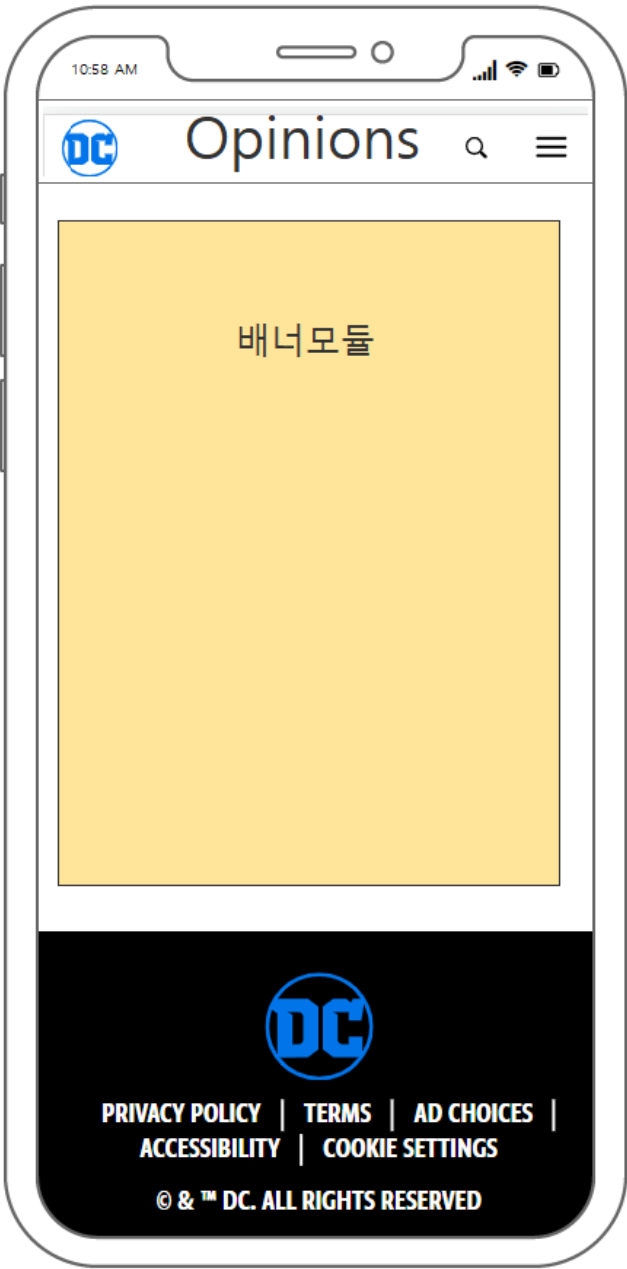 10:58 AM
DC Opinions
배너모듈
DC
PRIVACY POLICY | TERMS | AD CHOICES |
ACCESSIBILITY | COOKIE SETTINGS
© & ™ DC. ALL RIGHTS RESERVED